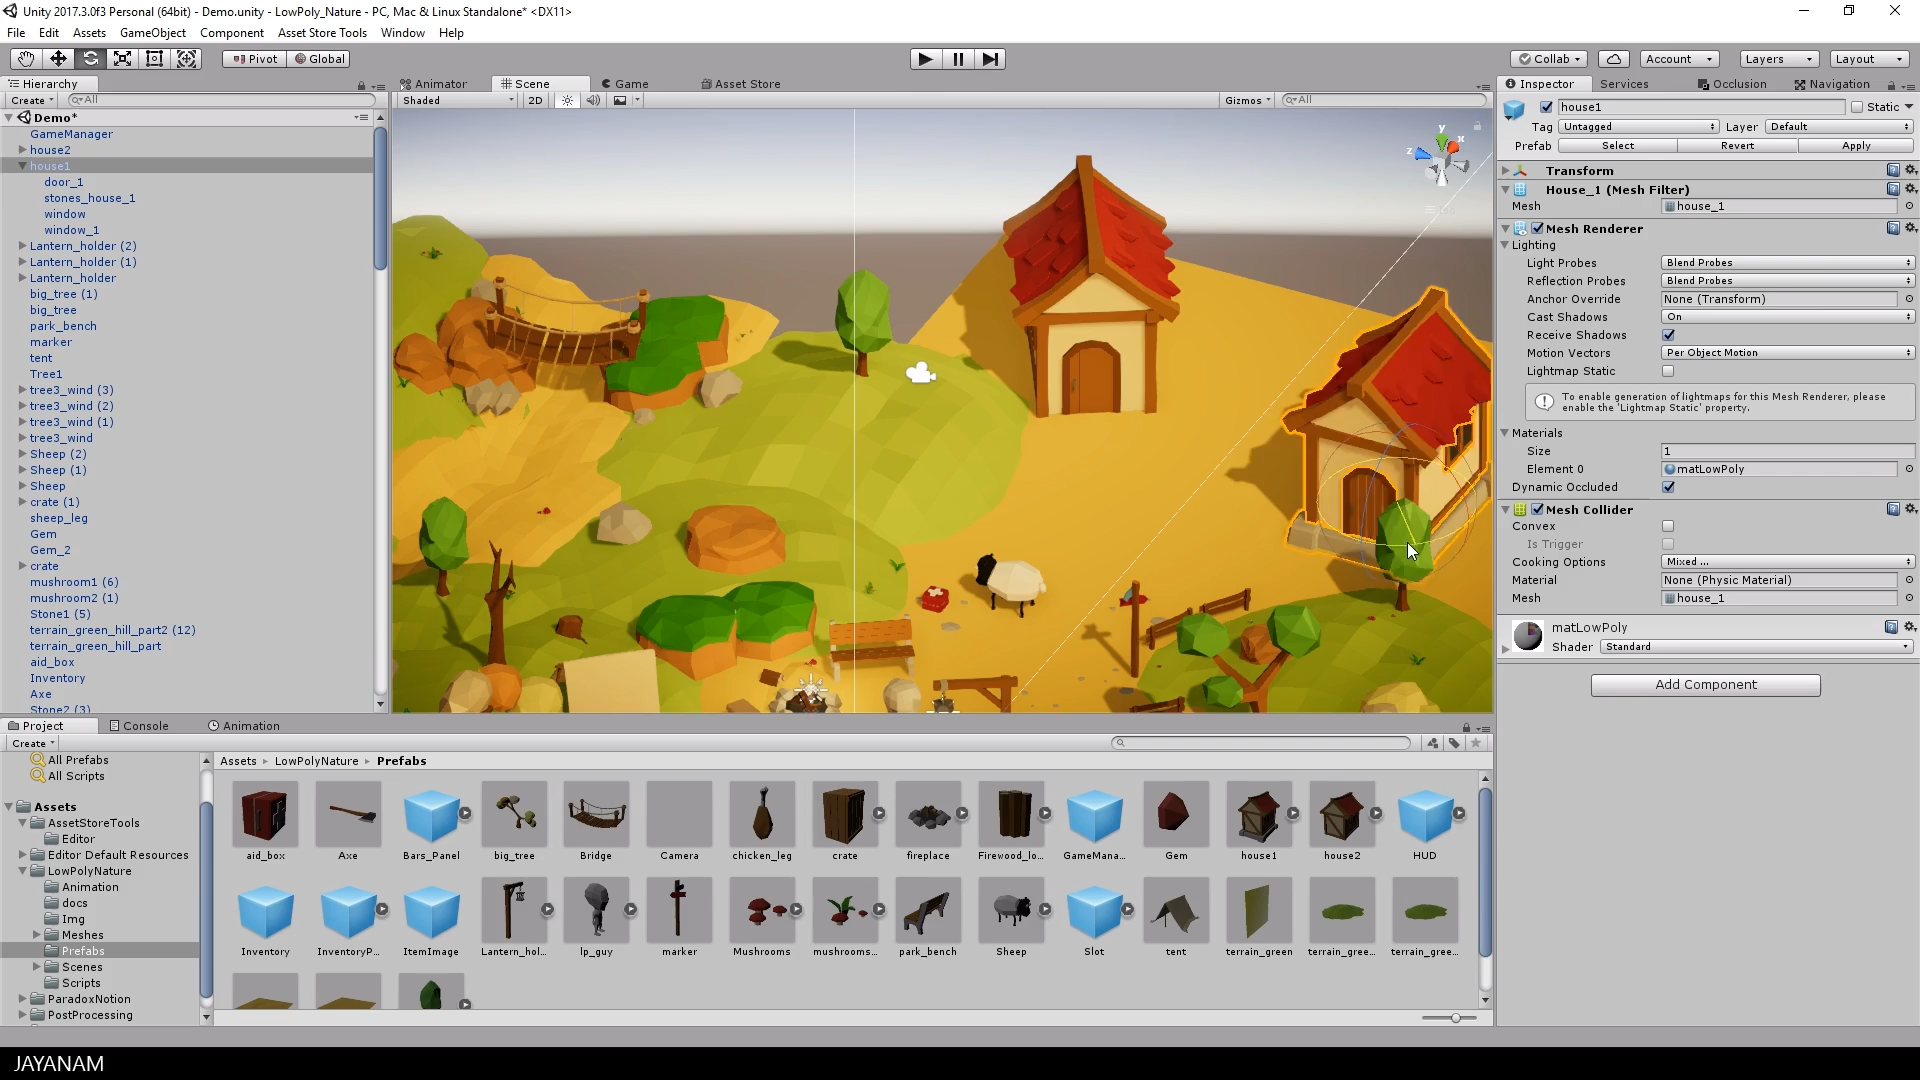 Unity 2017.3.0f3 Personal (64bit) - Demo.unity - LowPoly_Nature - PC, Mac & Linux Standalone* <DX11>
File Edit Assets GameObject Component Asset Store Tools Window Help
Pivot Global Collab Account Layers Layout
Hierarchy
Create All
Demo*
GameManager
house2
house1
door_1
stones_house_1
window
window_1
Lantern_holder (2)
Lantern_holder (1)
Lantern_holder
big_tree (1)
big_tree
park_bench
marker
tent
Tree1
tree3_wind (3)
tree3_wind (2)
tree3_wind (1)
tree3_wind
Sheep (2)
Sheep (1)
Sheep
crate (1)
sheep_leg
Gem
Gem_2
crate
mushroom1 (6)
mushroom2 (1)
Stone1 (5)
terrain_green_hill_part2 (12)
terrain_green_hill_part
aid_box
Inventory
Axe
Stone2 (3)
Animator Scene Game Asset Store
Shaded 2D Gizmos All
y
x
z
Inspector Services Occlusion Navigation
house1 Static
Tag Untagged Layer Default
Prefab Select Revert Apply
Transform
House_1 (Mesh Filter)
Mesh house_1
Mesh Renderer
Lighting
Light Probes Blend Probes
Reflection Probes Blend Probes
Anchor Override None (Transform)
Cast Shadows On
Receive Shadows
Motion Vectors Per Object Motion
Lightmap Static
To enable generation of lightmaps for this Mesh Renderer, please
enable the 'Lightmap Static' property.
Materials
Size 1
Element 0 matLowPoly
Dynamic Occluded
Mesh Collider
Convex
Is Trigger
Cooking Options Mixed ...
Material None (Physic Material)
Mesh house_1
matLowPoly
Shader Standard
Add Component
Project Console Animation
Create
All Prefabs
All Scripts
Assets
AssetStoreTools
Editor
Editor Default Resources
LowPolyNature
Animation
docs
Img
Meshes
Prefabs
Scenes
Scripts
ParadoxNotion
PostProcessing
Assets LowPolyNature Prefabs
aid_box Axe Bars_Panel big_tree Bridge Camera chicken_leg crate fireplace Firewood_lo... GameMana... Gem house1 house2 HUD
Inventory InventoryP... ItemImage Lantern_hol... lp_guy marker Mushrooms mushrooms... park_bench Sheep Slot tent terrain_green terrain_gree... terrain_gree...
JAYANAM